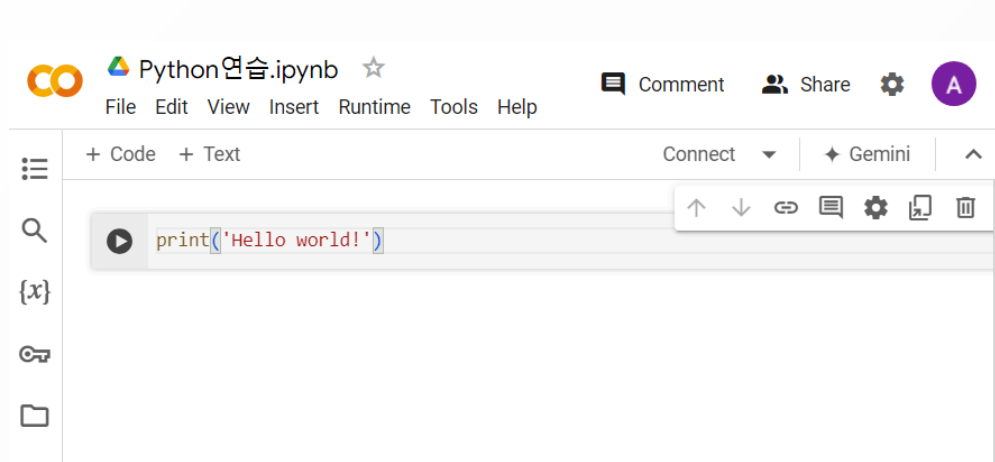 Python연습.ipynb
Comment
Share
A
File Edit View Insert Runtime Tools Help
+ Code + Text
Connect
Gemini
print('Hello world!')
{x}